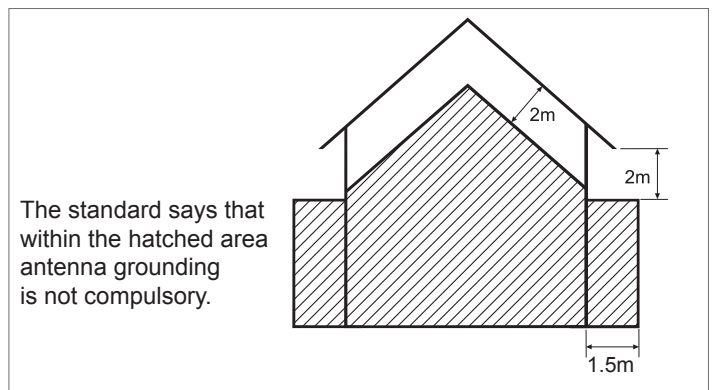 2m
2m
The standard says that
within the hatched area
antenna grounding
is not compulsory.
1.5m